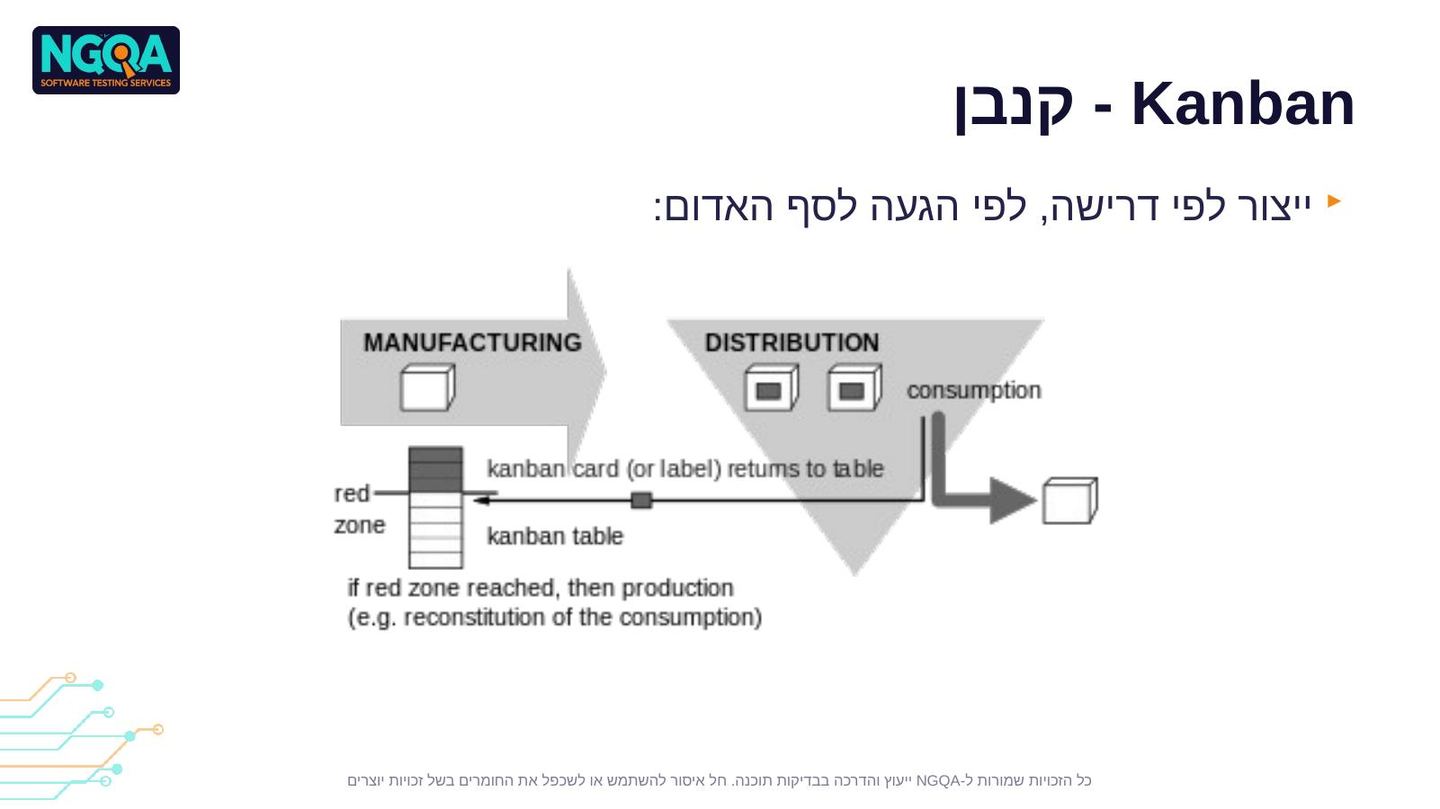 NGQA
SOFTWARE TESTING SERVICES
Kanban - קנבן
ייצור לפי דרישה, לפי הגעה לסף האדום:
MANUFACTURING
DISTRIBUTION
consumption
kanban card (or label) returns to table
red
zone
kanban table
if red zone reached, then production
(e.g. reconstitution of the consumption)
כל הזכויות שמורות ל-NGQA ייעוץ והדרכה בבדיקות תוכנה. חל איסור להשתמש או לשכפל את החומרים בשל זכויות יוצרים